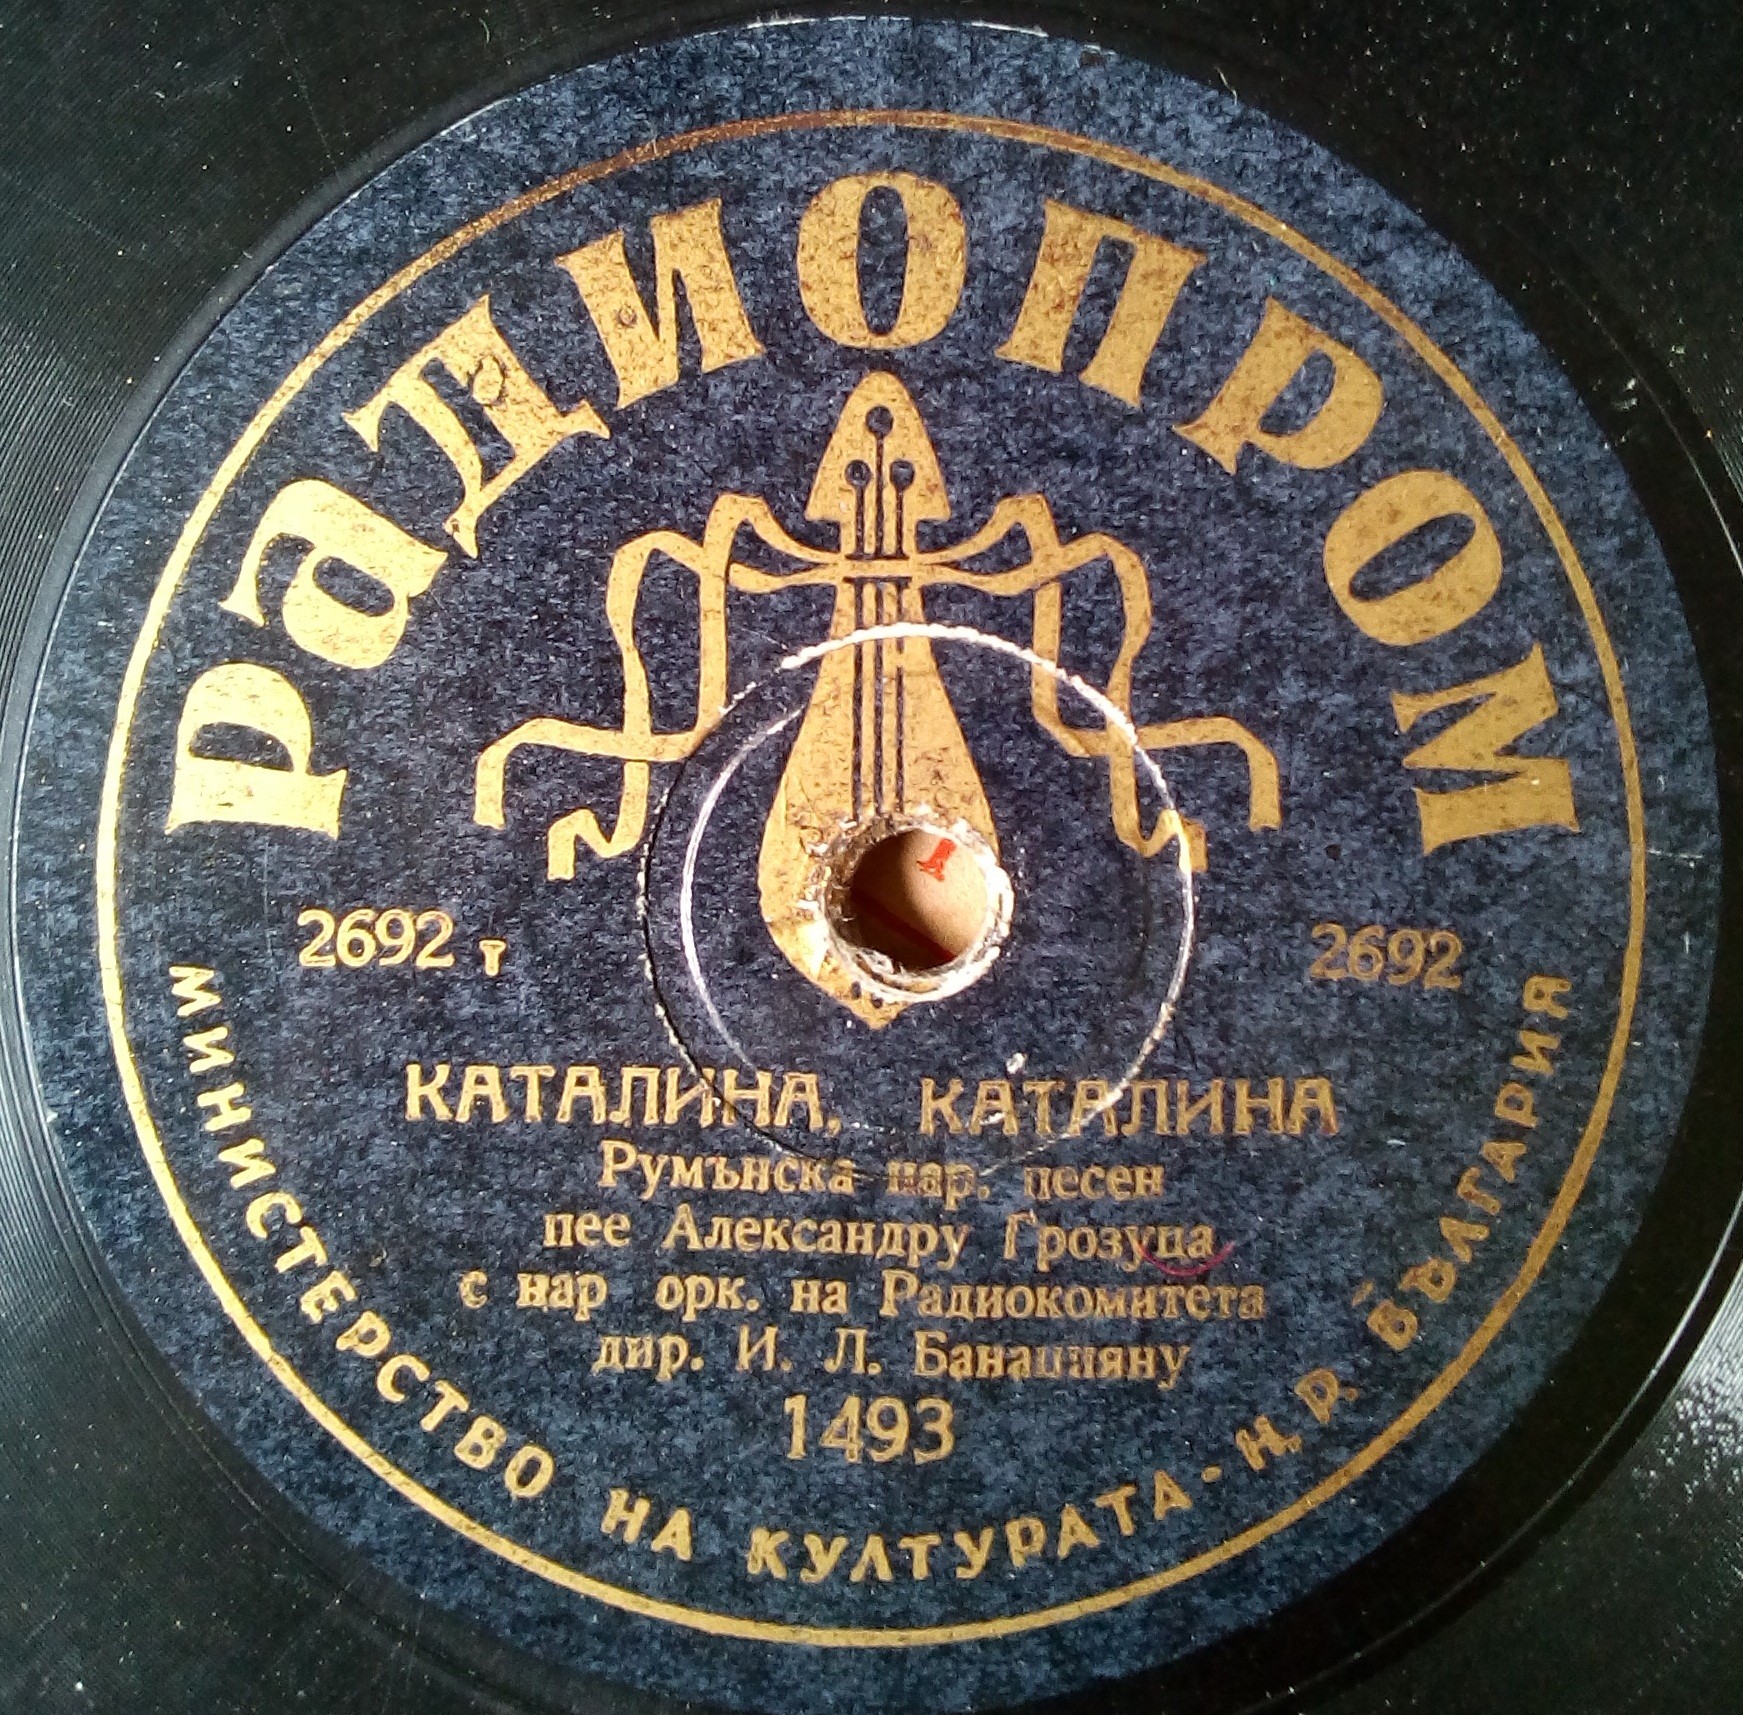 РАДИОПРОМ
2692 т
2692
КАТАЛИНА, КАТАЛИНА
Румънска нар. песен
пее Александру Грозуца
с нар орк. на Радиокомитета
дир. И. Л.
1493
МИНИСТЕРСТВО НА КУЛТУРАТА - Н. Р. БЪЛГАРИЯ